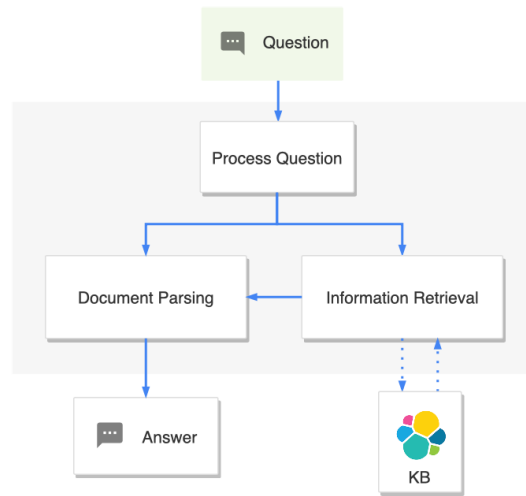 Question
Process Question
Document Parsing
Information Retrieval
Answer
KB